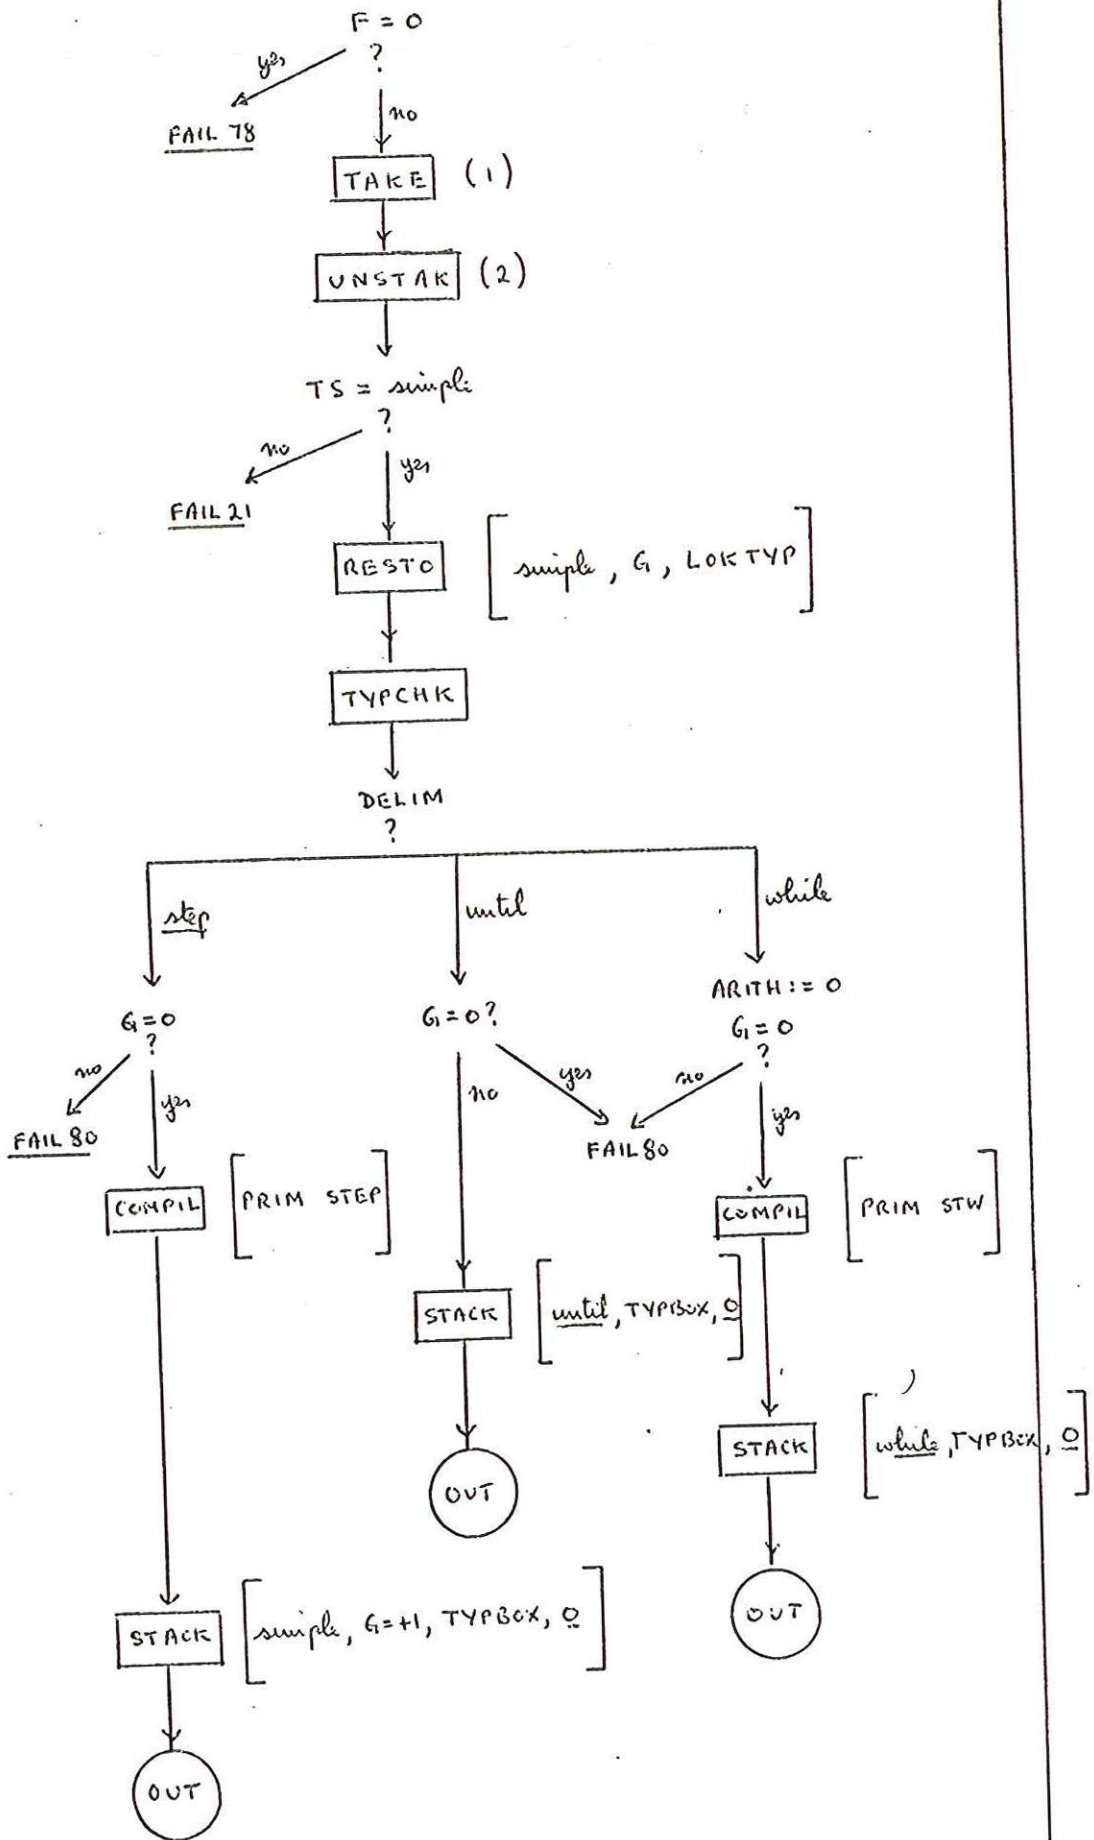 F = 0
?
yes
no
FAIL 78
TAKE (1)
UNSTAK (2)
TS = simple
?
no
yes
FAIL 21
RESTO [simple, G, LOKTYP]
TYPCHK
DELIM
?
step
until
while
ARITH := 0
G=0
?
G=0?
G=0
?
no
yes
no
yes
no
yes
FAIL 80
FAIL 80
COMPIL [PRIM STEP]
COMPIL [PRIM STW]
STACK [until, TYPBOX, 0]
STACK [while, TYPBOX, 0]
OUT
OUT
STACK [simple, G=+1, TYPBOX, 0]
OUT